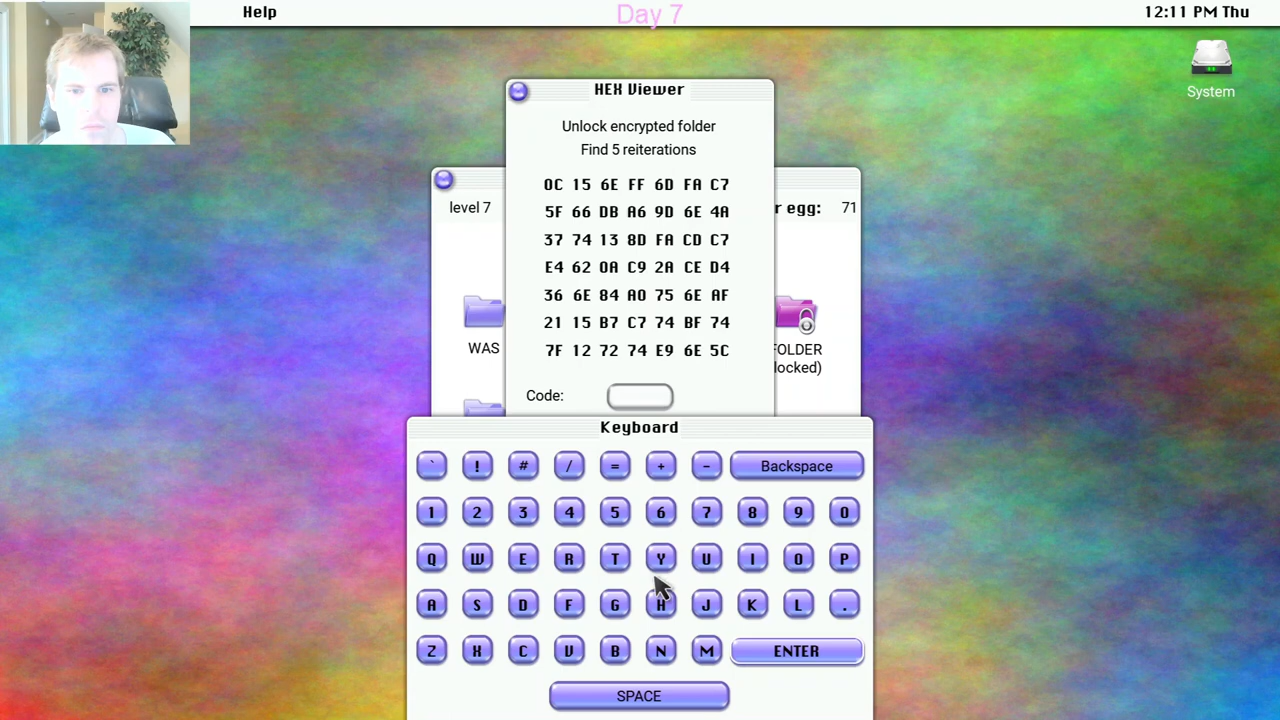 Help
Day 7
12:11 PM Thu
System
HEX Viewer
Unlock encrypted folder
Find 5 reiterations
0C 15 6E FF 6D FA C7
5F 66 DB A6 9D 6E 4A
37 74 13 8D FA CD C7
E4 62 0A C9 2A CE D4
36 6E 84 A0 75 6E AF
21 15 B7 C7 74 BF 74
7F 12 72 74 E9 6E 5C
Code:
level 7
r egg: 71
WAS
FOLDER
locked)
Keyboard
` ! # / = + - Backspace
1 2 3 4 5 6 7 8 9 0
Q W E R T Y U I O P
A S D F G H J K L .
Z X C V B N M ENTER
SPACE